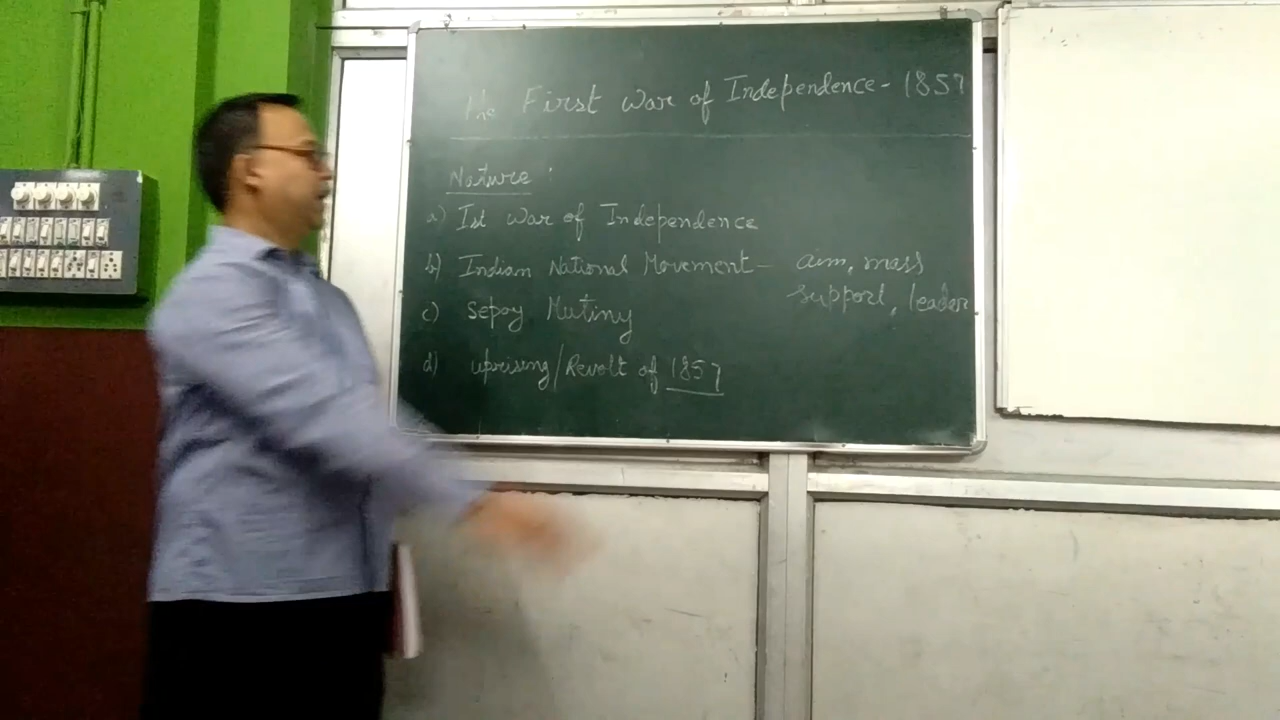 The First War of Independence - 1857
Nature :
a) Ist War of Independence
b) Indian National Movement - aim, mass
support, leader
c) Sepoy Mutiny
d) Uprising/Revolt of 1857